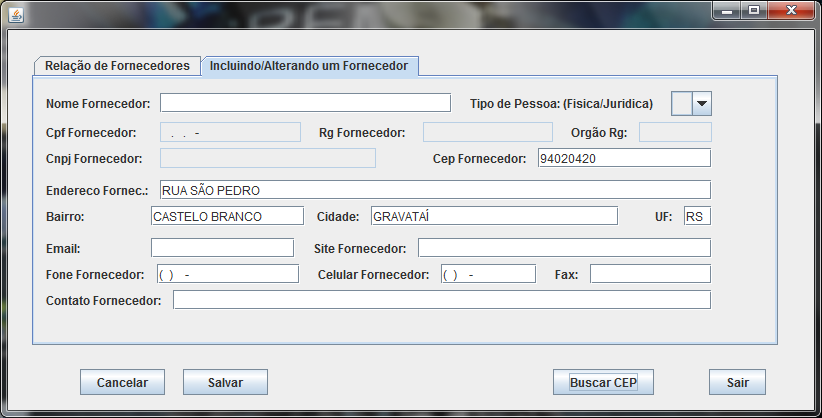 Relação de Fornecedores Incluindo/Alterando um Fornecedor
Nome Fornecedor: Tipo de Pessoa: (Fisica/Juridica)
Cpf Fornecedor: . . - Rg Fornecedor: Orgão Rg:
Cnpj Fornecedor: Cep Fornecedor: 94020420
Endereco Fornec.: RUA SÃO PEDRO
Bairro: CASTELO BRANCO Cidade: GRAVATAÍ UF: RS
Email: Site Fornecedor:
Fone Fornecedor: ( ) - Celular Fornecedor: ( ) - Fax:
Contato Fornecedor:
Cancelar Salvar Buscar CEP Sair